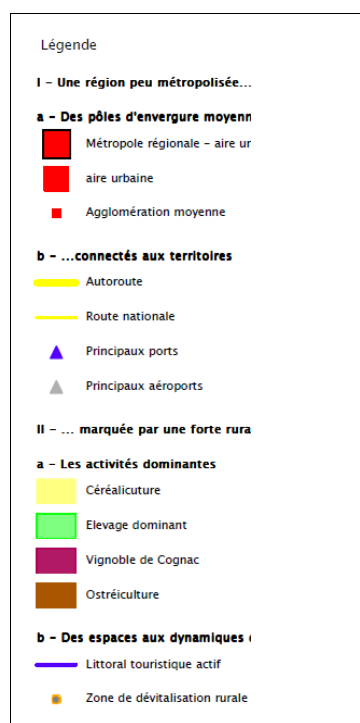 Légende
I - Une région peu métropolisée...
a - Des pôles d'envergure moyenn
Métropole régionale - aire ur
aire urbaine
Agglomération moyenne
b - ...connectés aux territoires
Autoroute
Route nationale
Principaux ports
Principaux aéroports
II - ... marquée par une forte rura
a - Les activités dominantes
Céréalicuture
Elevage dominant
Vignoble de Cognac
Ostréiculture
b - Des espaces aux dynamiques
Littoral touristique actif
Zone de dévitalisation rurale